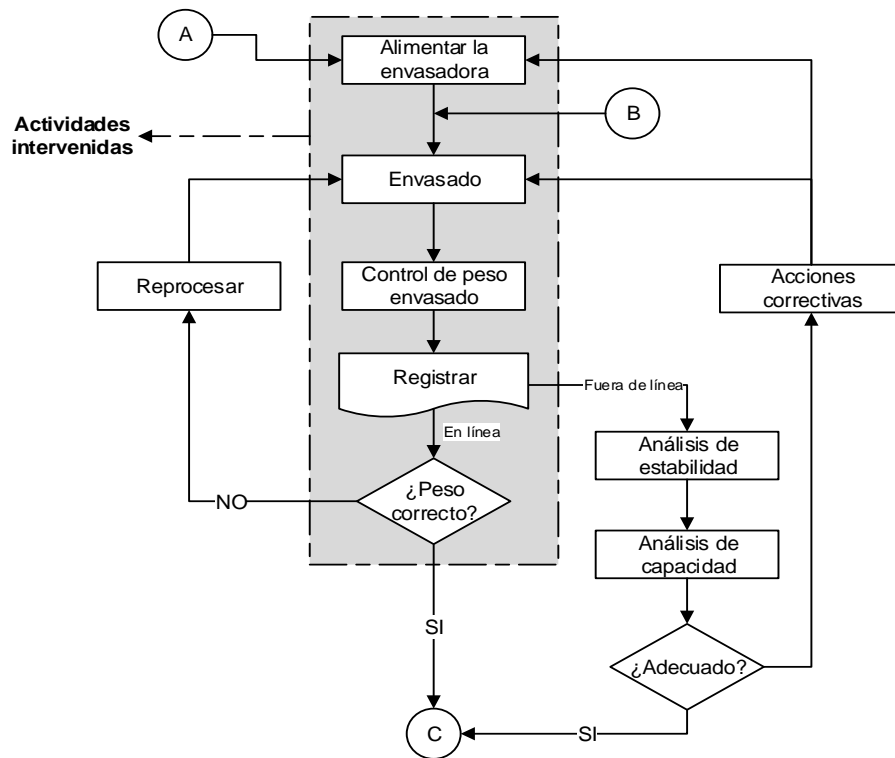 A
Alimentar la
envasadora
B
Actividades
intervenidas
Envasado
Reprocesar
Control de peso
envasado
Acciones
correctivas
Registrar
Fuera de línea
En línea
Análisis de
estabilidad
¿Peso
correcto?
NO
Análisis de
capacidad
SI
¿Adecuado?
C
SI